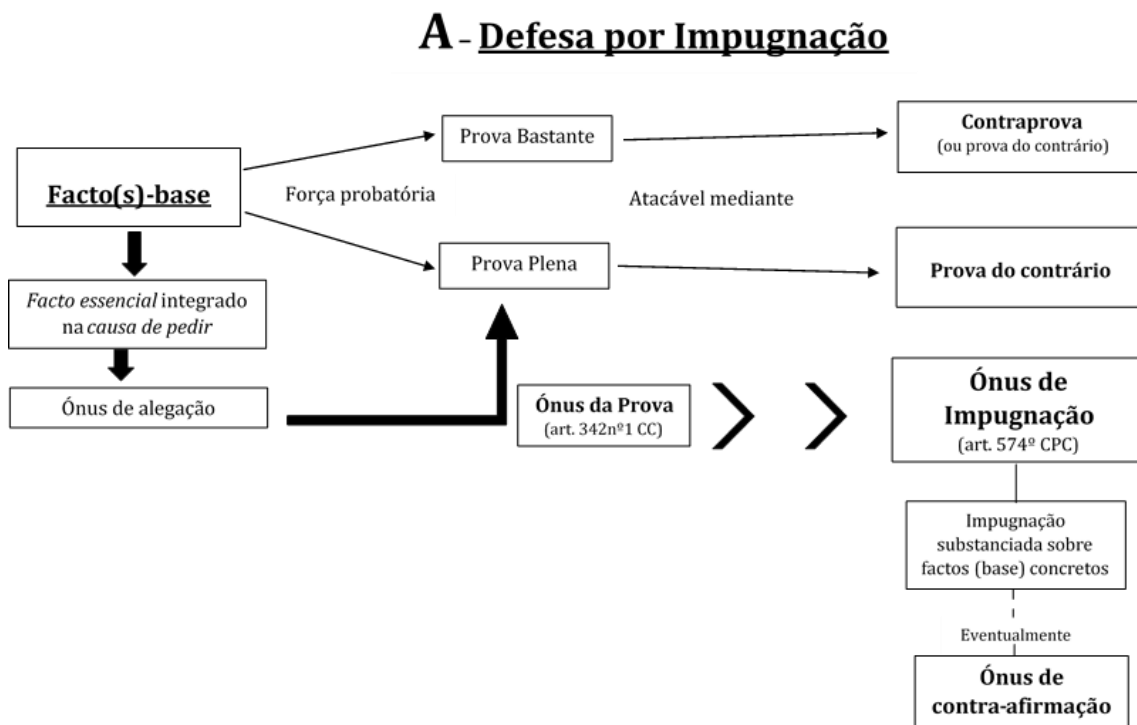 A – Defesa por Impugnação
Prova Bastante
Contraprova
(ou prova do contrário)
Facto(s)-base
Força probatória
Atacável mediante
Prova Plena
Prova do contrário
Facto essencial integrado
na causa de pedir
Ónus de alegação
Ónus da Prova
(art. 342nº1 CC)
Ónus de
Impugnação
(art. 574º CPC)
Impugnação
substanciada sobre
factos (base) concretos
Eventualmente
Ónus de
contra-afirmação